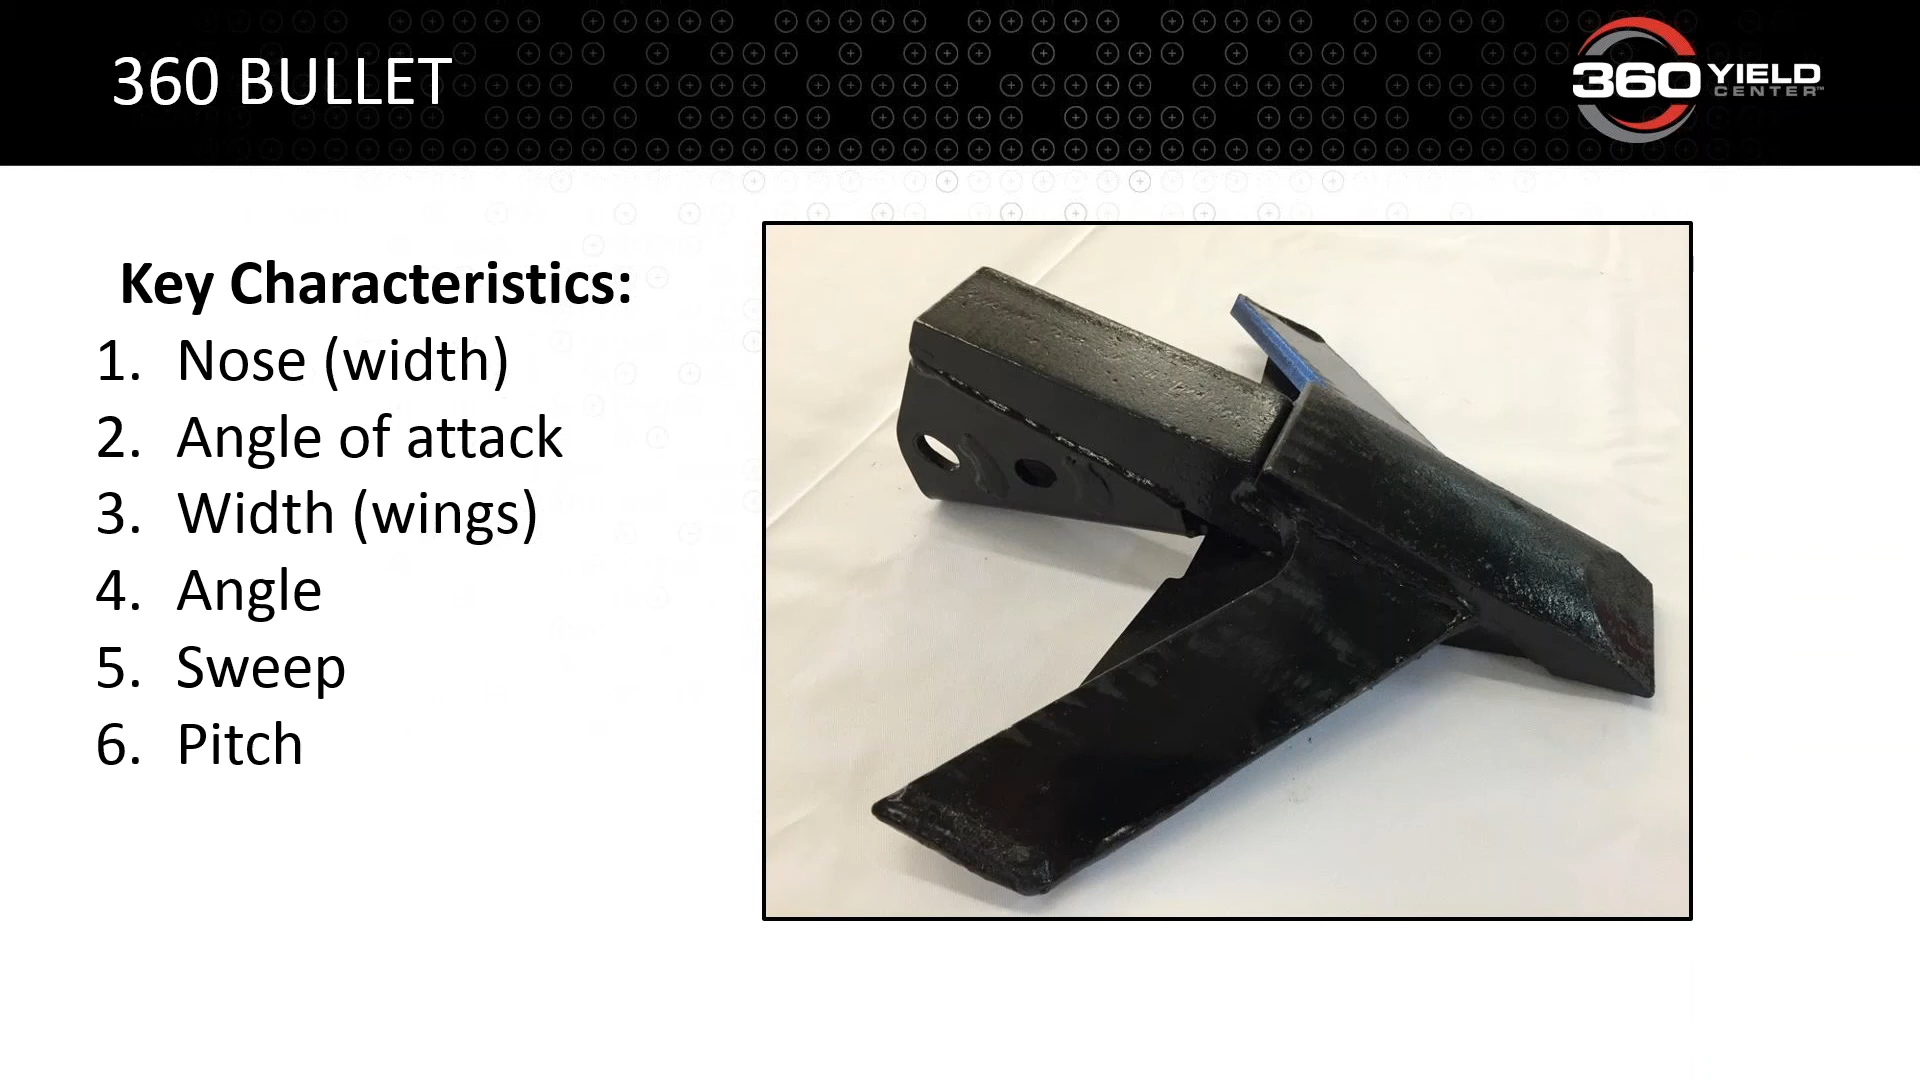 360 BULLET
360 YIELD
CENTER™
Key Characteristics:
1. Nose (width)
2. Angle of attack
3. Width (wings)
4. Angle
5. Sweep
6. Pitch